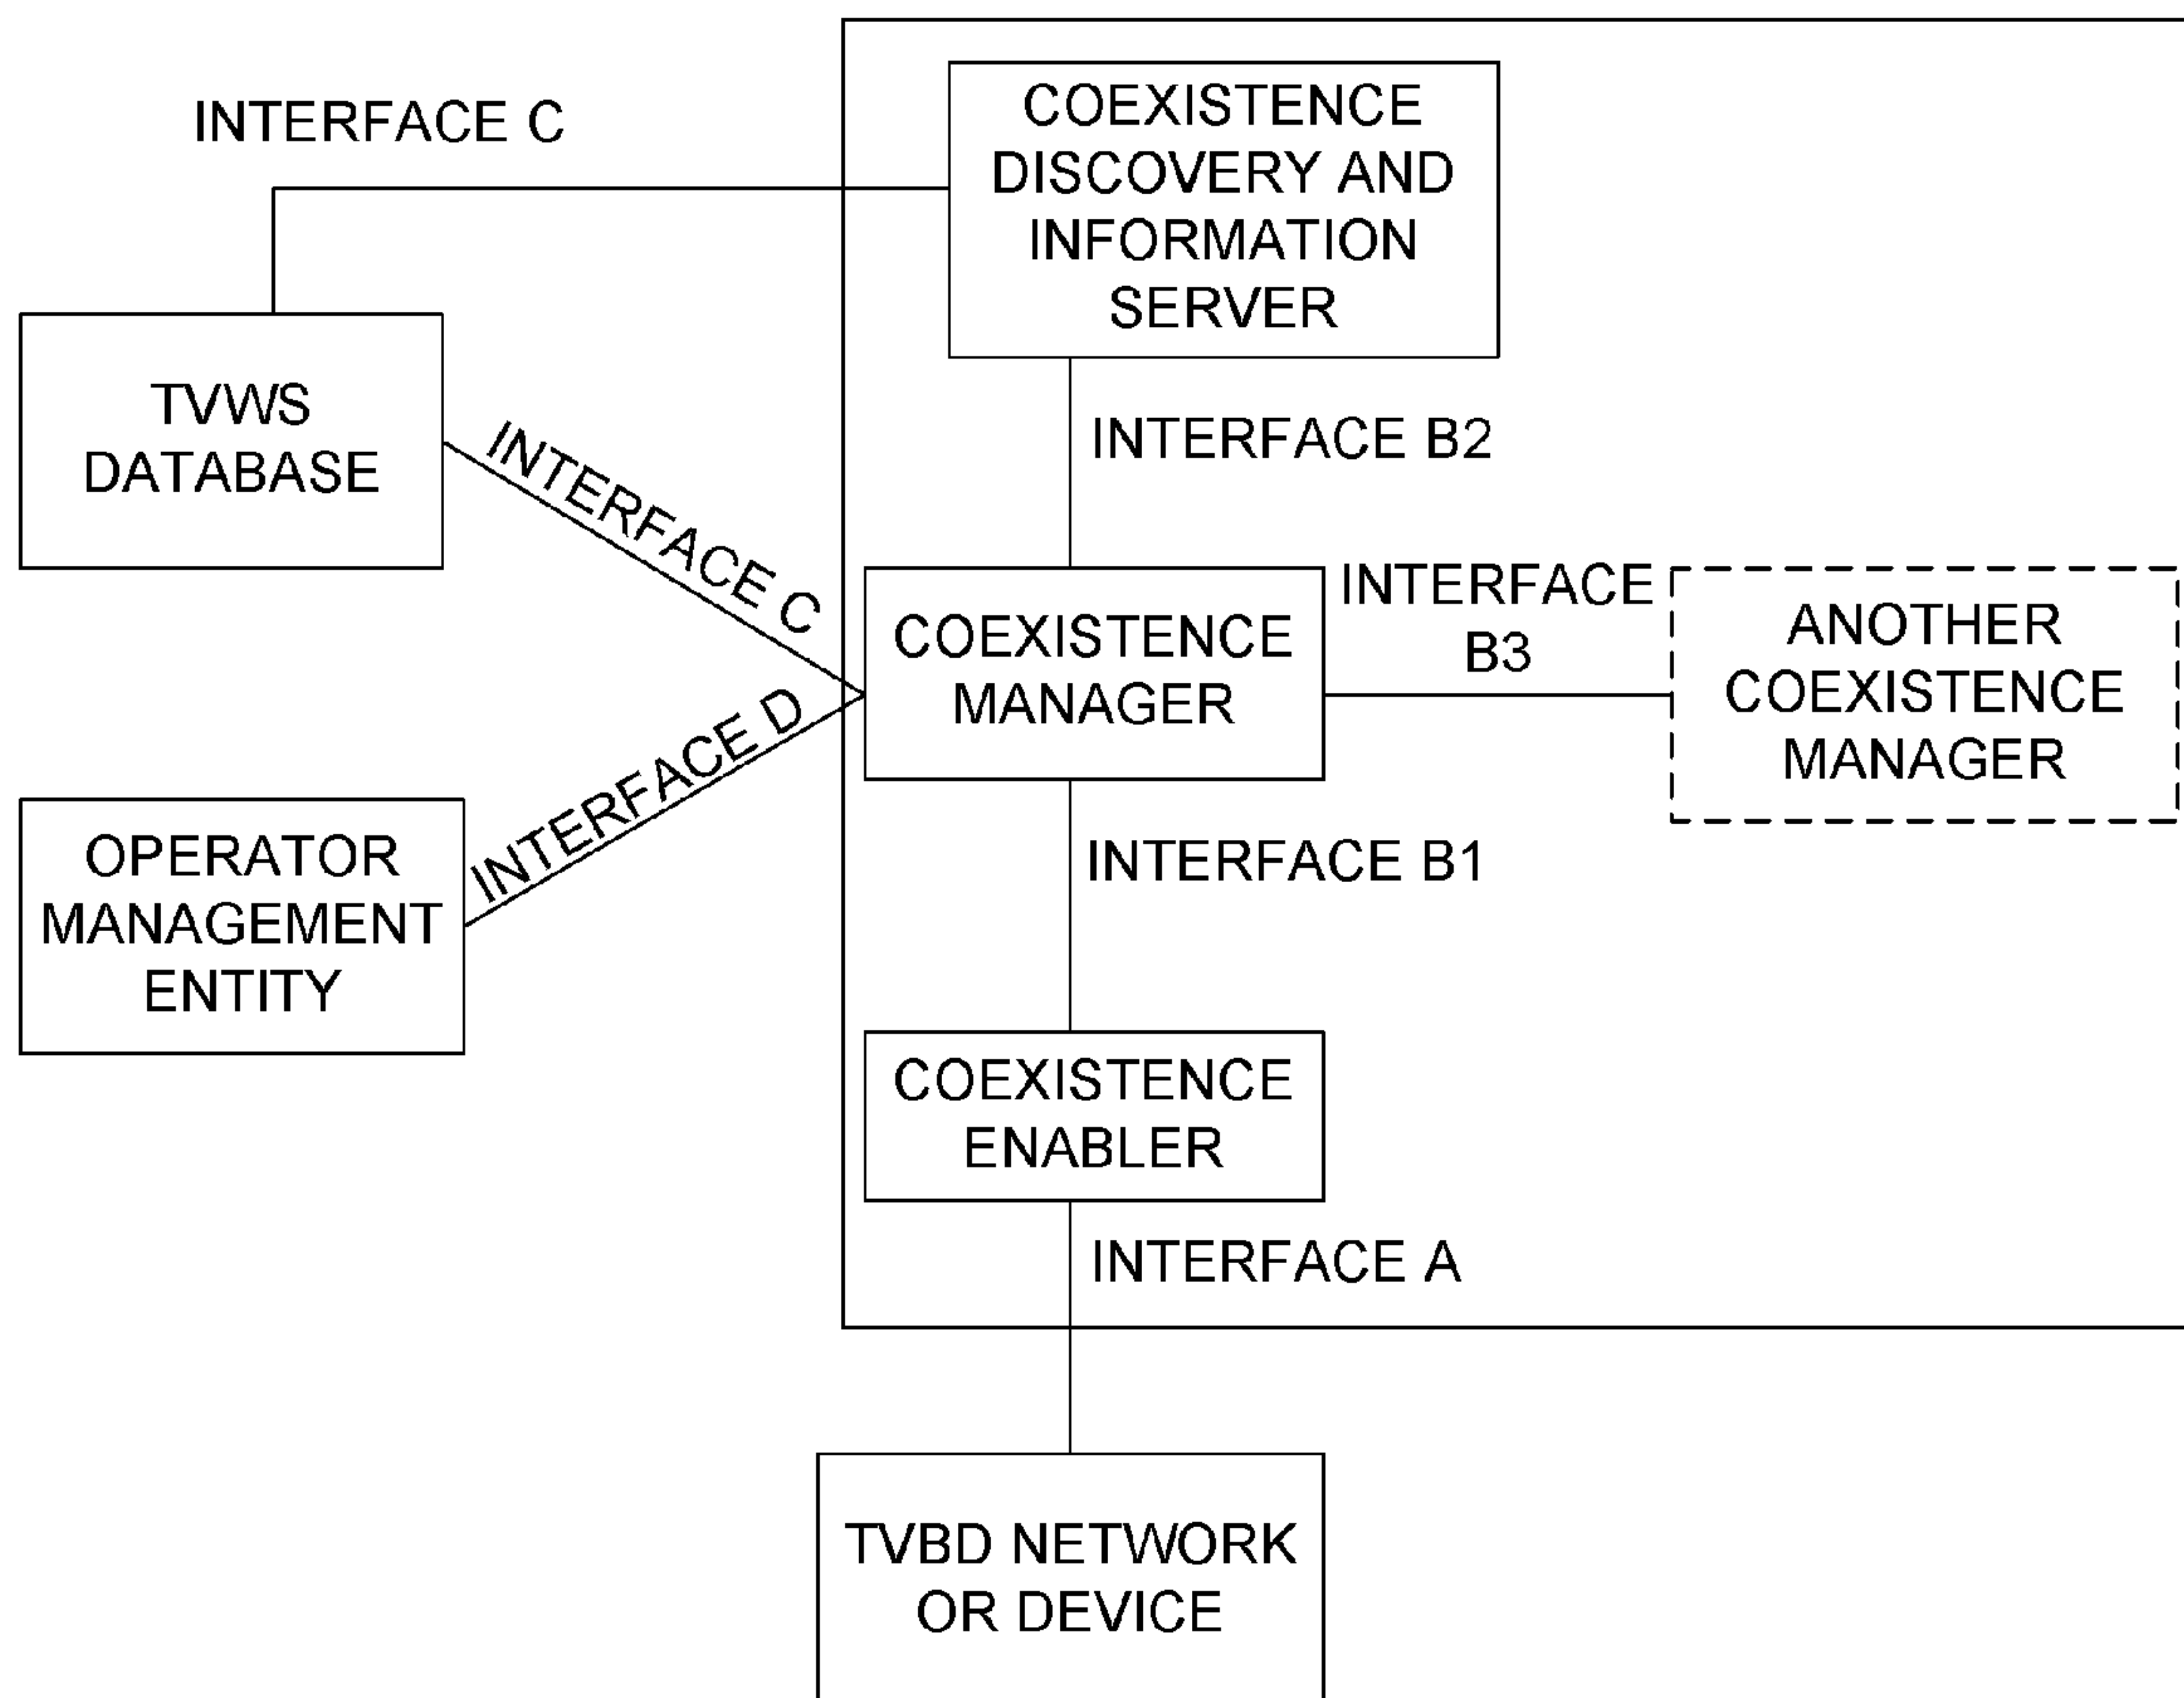 INTERFACE C
COEXISTENCE
DISCOVERY AND
INFORMATION
SERVER
TVWS
DATABASE
INTERFACE C
INTERFACE B2
COEXISTENCE
MANAGER
INTERFACE
B3
ANOTHER
COEXISTENCE
MANAGER
INTERFACE D
OPERATOR
MANAGEMENT
ENTITY
INTERFACE B1
COEXISTENCE
ENABLER
INTERFACE A
TVBD NETWORK
OR DEVICE